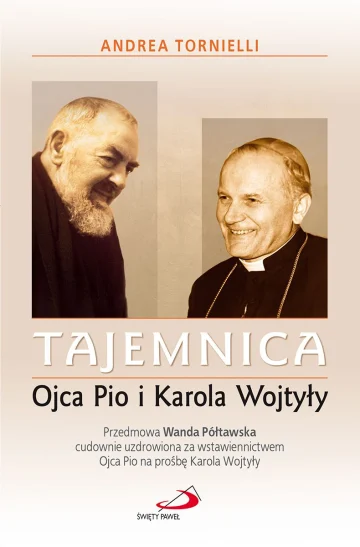 ANDREA TORNIELLI
TAJEMNICA
Ojca Pio i Karola Wojtyły
Przedmowa Wanda Półtawska
cudownie uzdrowiona za wstawiennictwem
Ojca Pio na prośbę Karola Wojtyły
ŚWIĘTY PAWEŁ